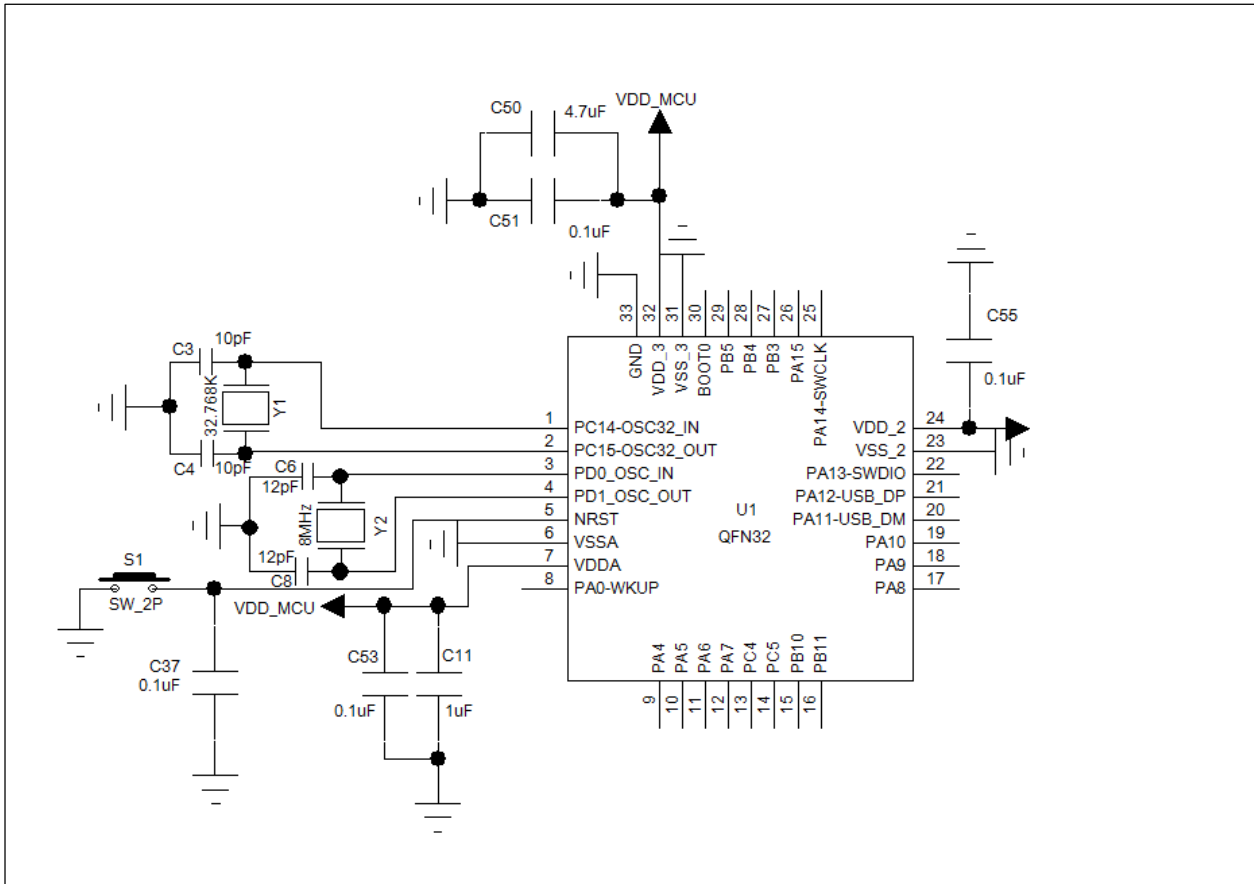 C50
4.7uF
VDD_MCU
C51
0.1uF
C55
0.1uF
33
32
31
30
29
28
27
26
25
GND
VDD_3
VSS_3
BOOT0
PB5
PB4
PB3
PA15
PA14-SWCLK
10pF
C3
32.768K
Y1
C4
10pF
C6
12pF
8MHz
Y2
12pF
C8
1 PC14-OSC32_IN
2 PC15-OSC32_OUT
3 PD0_OSC_IN
4 PD1_OSC_OUT
5 NRST
6 VSSA
7 VDDA
8 PA0-WKUP
U1
QFN32
VDD_2 24
VSS_2 23
PA13-SWDIO 22
PA12-USB_DP 21
PA11-USB_DM 20
PA10 19
PA9 18
PA8 17
S1
SW_2P
VDD_MCU
C37
0.1uF
C53
0.1uF
C11
1uF
PA4
PA5
PA6
PA7
PC4
PC5
PB10
PB11
9
10
11
12
13
14
15
16